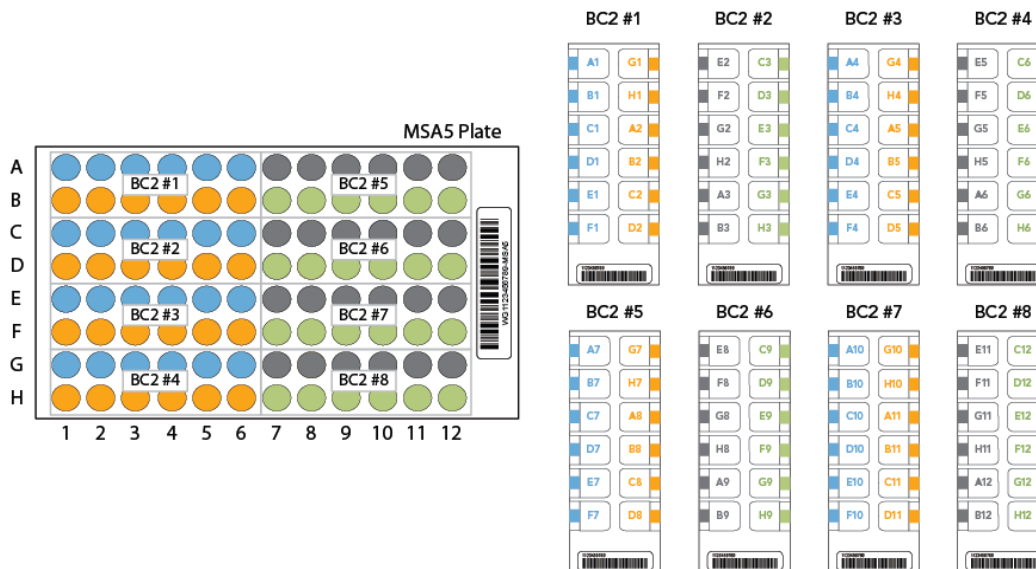 MSA5 Plate
A
B
C
D
E
F
G
H
BC2 #1
BC2 #5
BC2 #2
BC2 #6
BC2 #3
BC2 #7
BC2 #4
BC2 #8
1 2 3 4 5 6 7 8 9 10 11 12
BC2 #1
A1 G1
B1 H1
C1 A2
D1 B2
E1 C2
F1 D2
BC2 #2
E2 C3
F2 D3
G2 E3
H2 F3
A3 G3
B3 H3
BC2 #3
A4 G4
B4 H4
C4 A5
D4 B5
E4 C5
F4 D5
BC2 #4
E5 C6
F5 D6
G5 E6
H5 F6
A6 G6
B6 H6
BC2 #5
A7 G7
B7 H7
C7 A8
D7 B8
E7 C8
F7 D8
BC2 #6
E8 C9
F8 D9
G8 E9
H8 F9
A9 G9
B9 H9
BC2 #7
A10 G10
B10 H10
C10 A11
D10 B11
E10 C11
F10 D11
BC2 #8
E11 C12
F11 D12
G11 E12
H11 F12
A12 G12
B12 H12